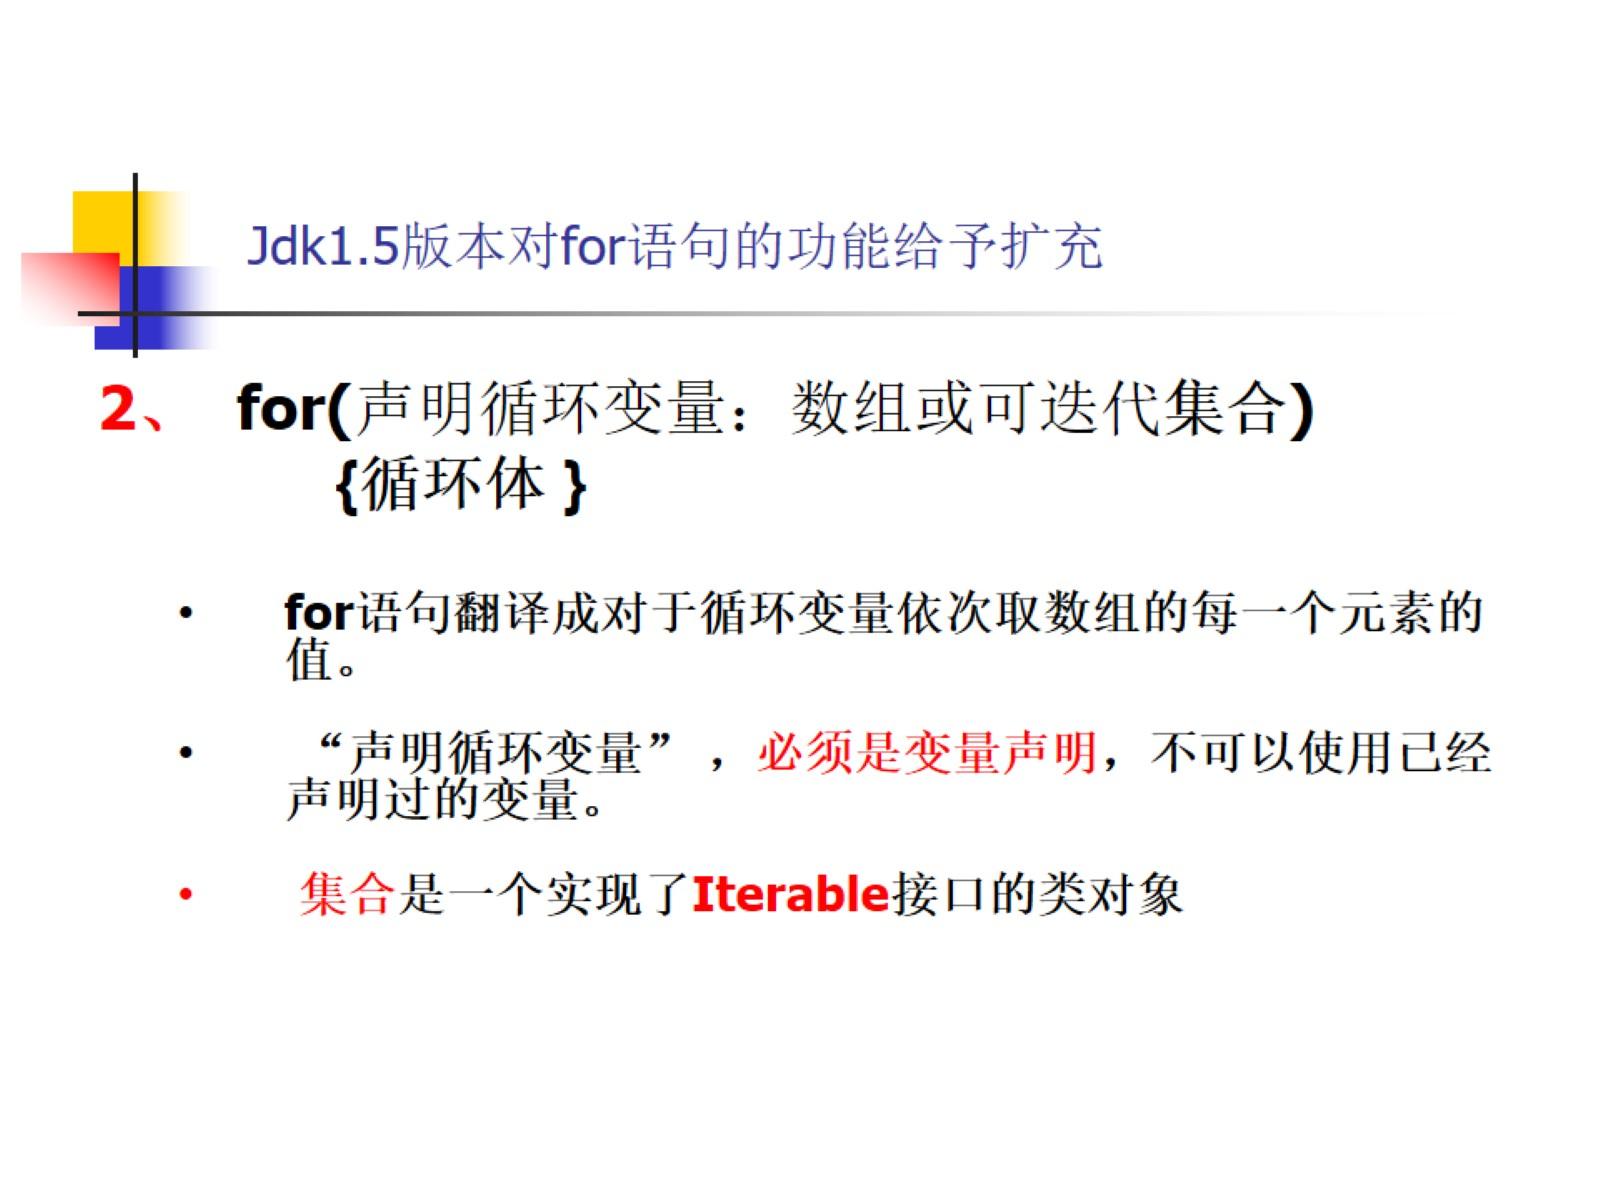 Jdk1.5版本对for语句的功能给予扩充
2、 for(声明循环变量：数组或可迭代集合)
{循环体 }
• for语句翻译成对于循环变量依次取数组的每一个元素的
值。
• “声明循环变量”，必须是变量声明，不可以使用已经
声明过的变量。
• 集合是一个实现了Iterable接口的类对象